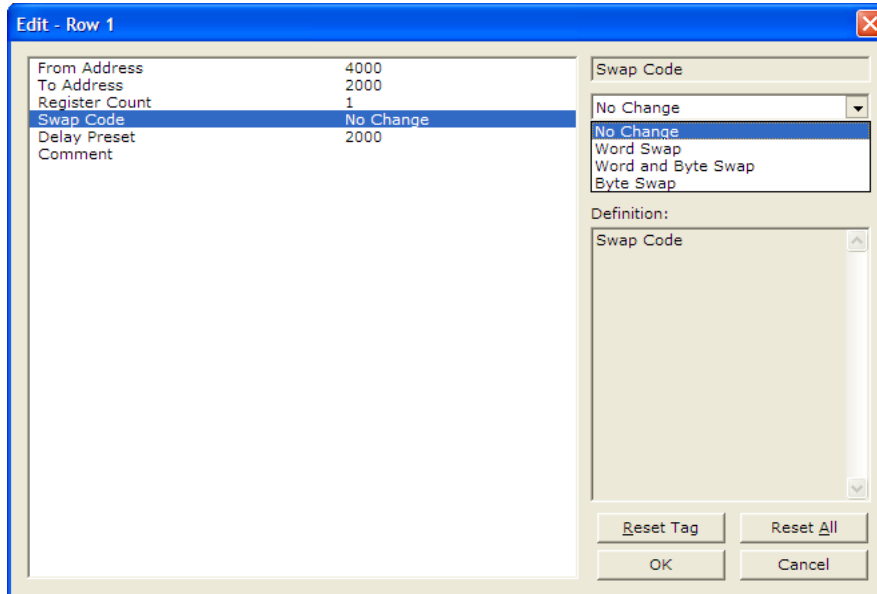 Edit - Row 1
From Address 4000
To Address 2000
Register Count 1
Swap Code No Change
Delay Preset 2000
Comment
Swap Code
No Change
No Change
Word Swap
Word and Byte Swap
Byte Swap
Definition:
Swap Code
Reset Tag
Reset All
OK
Cancel